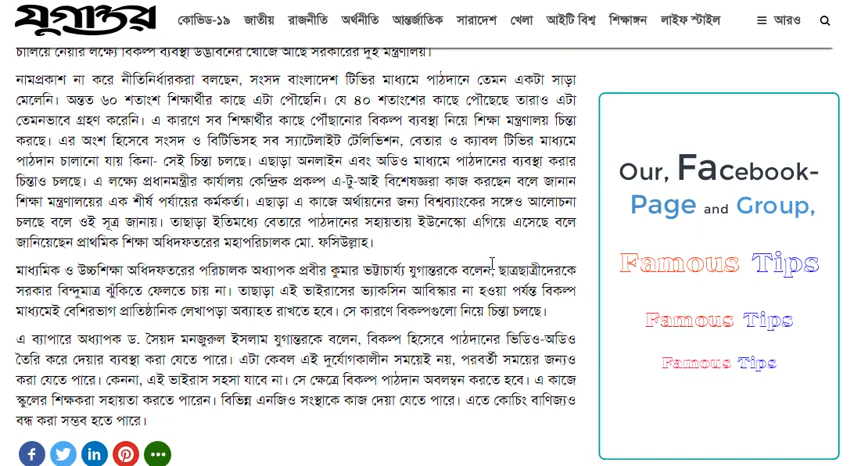 যুগান্তর
কোভিড-১৯ জাতীয় রাজনীতি অর্থনীতি আন্তর্জাতিক সারাদেশ খেলা আইটি বিশ্ব শিক্ষাঙ্গন লাইফ স্টাইল আরও
চালিয়ে নেয়ার লক্ষ্যে বিকল্প ব্যবস্থা উদ্ভাবনের খোঁজে আছে সরকারের দুই মন্ত্রণালয়।
নামপ্রকাশ না করে নীতিনির্ধারকরা বলছেন, সংসদ বাংলাদেশ টিভির মাধ্যমে পাঠদানে তেমন একটা সাড়া
মেলেনি। অন্তত ৬০ শতাংশ শিক্ষার্থীর কাছে এটা পৌঁছেনি। যে ৪০ শতাংশের কাছে পৌঁছেছে তারাও এটা
তেমনভাবে গ্রহণ করেনি। এ কারণে সব শিক্ষার্থীর কাছে পৌঁছানোর বিকল্প ব্যবস্থা নিয়ে শিক্ষা মন্ত্রণালয় চিন্তা
করছে। এর অংশ হিসেবে সংসদ ও বিটিভিসহ সব স্যাটেলাইট টেলিভিশন, বেতার ও ক্যাবল টিভির মাধ্যমে
পাঠদান চালানো যায় কিনা- সেই চিন্তা চলছে। এছাড়া অনলাইন এবং অডিও মাধ্যমে পাঠদানের ব্যবস্থা করার
চিন্তাও চলছে। এ লক্ষ্যে প্রধানমন্ত্রীর কার্যালয় কেন্দ্রিক প্রকল্প এ-টু-আই বিশেষজ্ঞরা কাজ করছেন বলে জানান
শিক্ষা মন্ত্রণালয়ের এক শীর্ষ পর্যায়ের কর্মকর্তা। এছাড়া এ কাজে অর্থায়নের জন্য বিশ্বব্যাংকের সঙ্গেও আলোচনা
চলছে বলে ওই সূত্র জানায়। তাছাড়া ইতিমধ্যে বেতারে পাঠদানের সহায়তায় ইউনেস্কো এগিয়ে এসেছে বলে
জানিয়েছেন প্রাথমিক শিক্ষা অধিদফতরের মহাপরিচালক মো. ফসিউল্লাহ।
মাধ্যমিক ও উচ্চশিক্ষা অধিদফতরের পরিচালক অধ্যাপক প্রবীর কুমার ভট্টাচার্য্য যুগান্তরকে বলেন, ছাত্রছাত্রীদেরকে
সরকার বিন্দুমাত্র ঝুঁকিতে ফেলতে চায় না। তাছাড়া এই ভাইরাসের ভ্যাকসিন আবিস্কার না হওয়া পর্যন্ত বিকল্প
মাধ্যমেই বেশিরভাগ প্রাতিষ্ঠানিক লেখাপড়া অব্যাহত রাখতে হবে। সে কারণে বিকল্পগুলো নিয়ে চিন্তা চলছে।
এ ব্যাপারে অধ্যাপক ড. সৈয়দ মনজুরুল ইসলাম যুগান্তরকে বলেন, বিকল্প হিসেবে পাঠদানের ভিডিও-অডিও
তৈরি করে দেয়ার ব্যবস্থা করা যেতে পারে। এটা কেবল এই দুর্যোগকালীন সময়েই নয়, পরবর্তী সময়ের জন্যও
করা যেতে পারে। কেননা, এই ভাইরাস সহসা যাবে না। সে ক্ষেত্রে বিকল্প পাঠদান অবলম্বন করতে হবে। এ কাজে
স্কুলের শিক্ষকরা সহায়তা করতে পারেন। বিভিন্ন এনজিও সংস্থাকে কাজ দেয়া যেতে পারে। এতে কোচিং বাণিজ্যও
বন্ধ করা সম্ভব হতে পারে।
Our, Facebook-
Page and Group,
Famous Tips
Famous Tips
Famous Tips